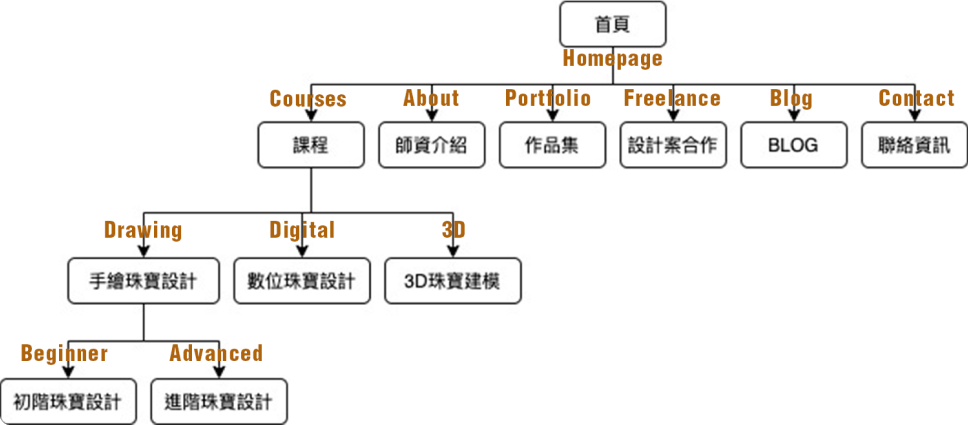 首頁
Homepage
Courses
About
Portfolio
Freelance
Blog
Contact
課程
師資介紹
作品集
設計案合作
BLOG
聯絡資訊
Drawing
Digital
3D
手繪珠寶設計
數位珠寶設計
3D珠寶建模
Beginner
Advanced
初階珠寶設計
進階珠寶設計